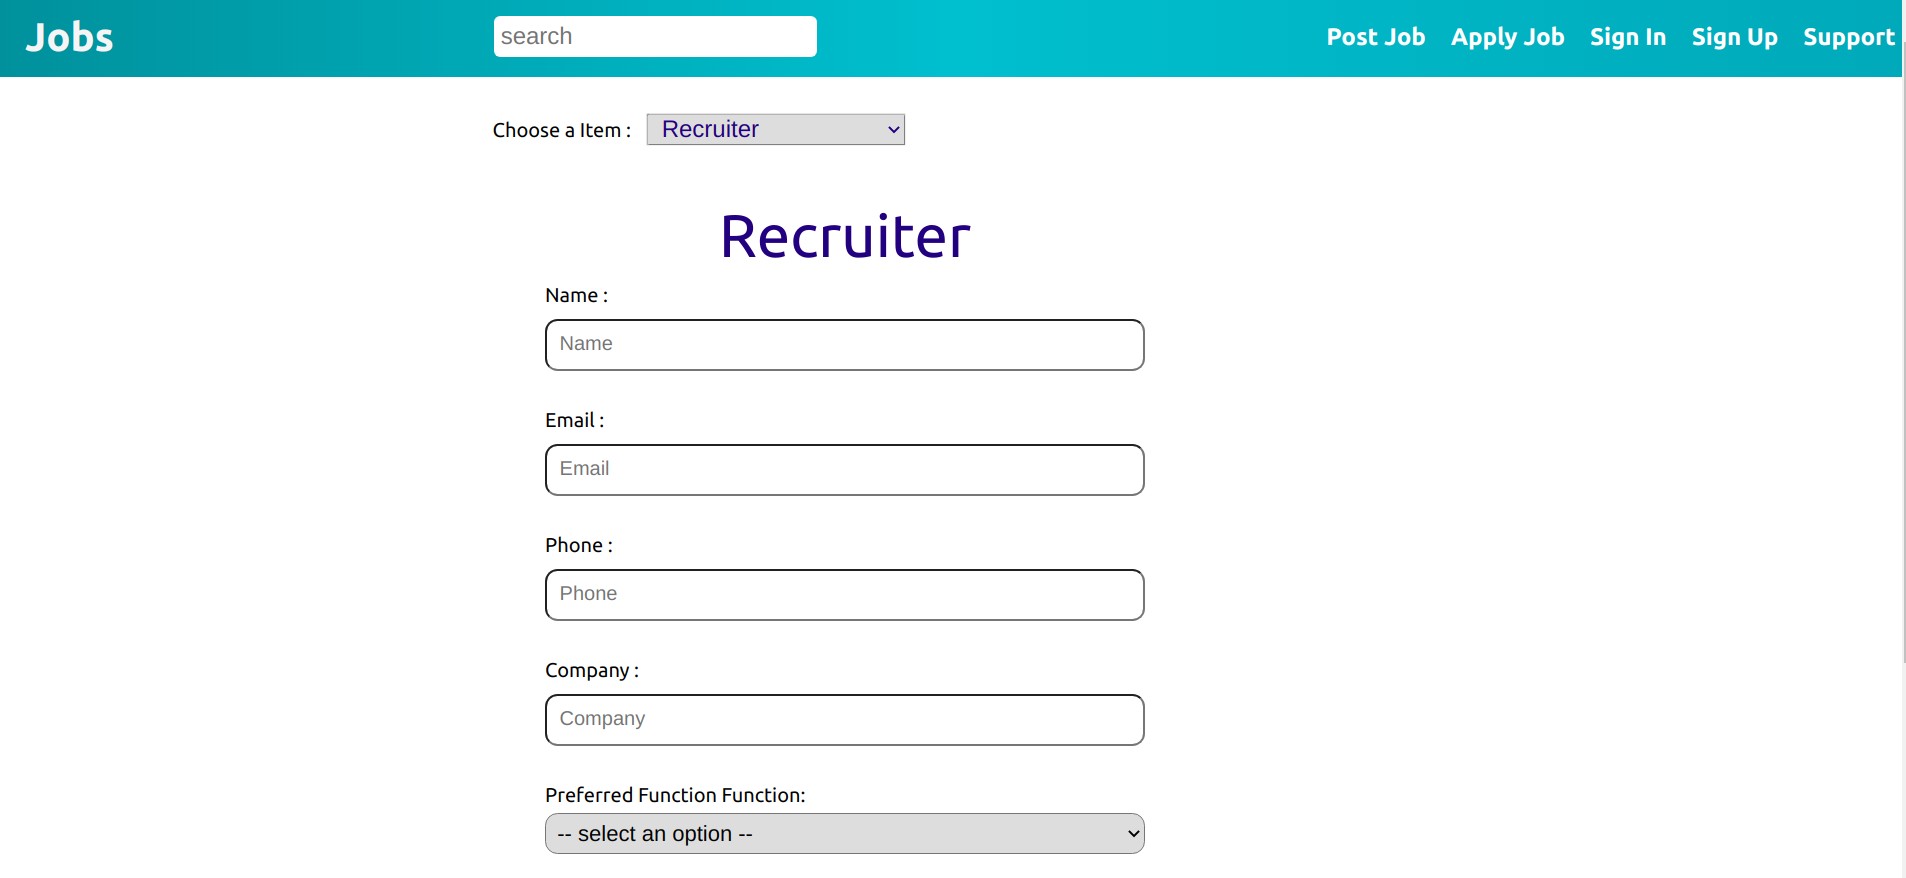 Jobs search Post Job Apply Job Sign In Sign Up Support
Choose a Item : Recruiter
Recruiter
Name :
Name
Email :
Email
Phone :
Phone
Company :
Company
Preferred Function Function:
-- select an option --